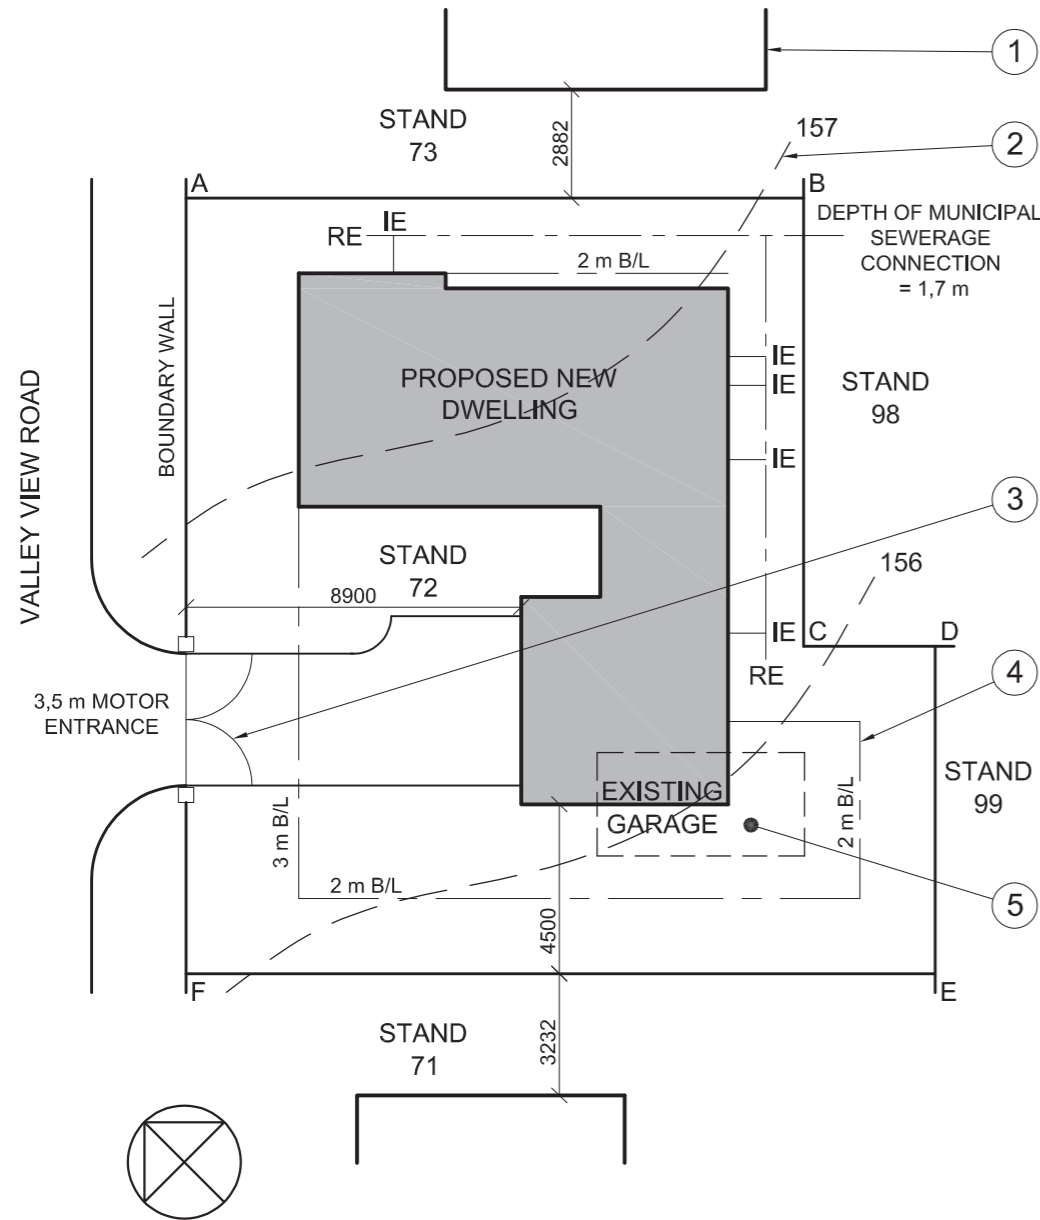 1
STAND
73
2882
157
2
A
B
DEPTH OF MUNICIPAL
SEWERAGE
CONNECTION
= 1,7 m
RE
IE
2 m B/L
BOUNDARY WALL
VALLEY VIEW ROAD
PROPOSED NEW
DWELLING
IE
IE
IE
STAND
98
3
STAND
72
156
8900
IE
C
D
RE
4
3,5 m MOTOR
ENTRANCE
STAND
99
EXISTING
GARAGE
3 m B/L
2 m B/L
2 m B/L
5
4500
F
E
STAND
71
3232